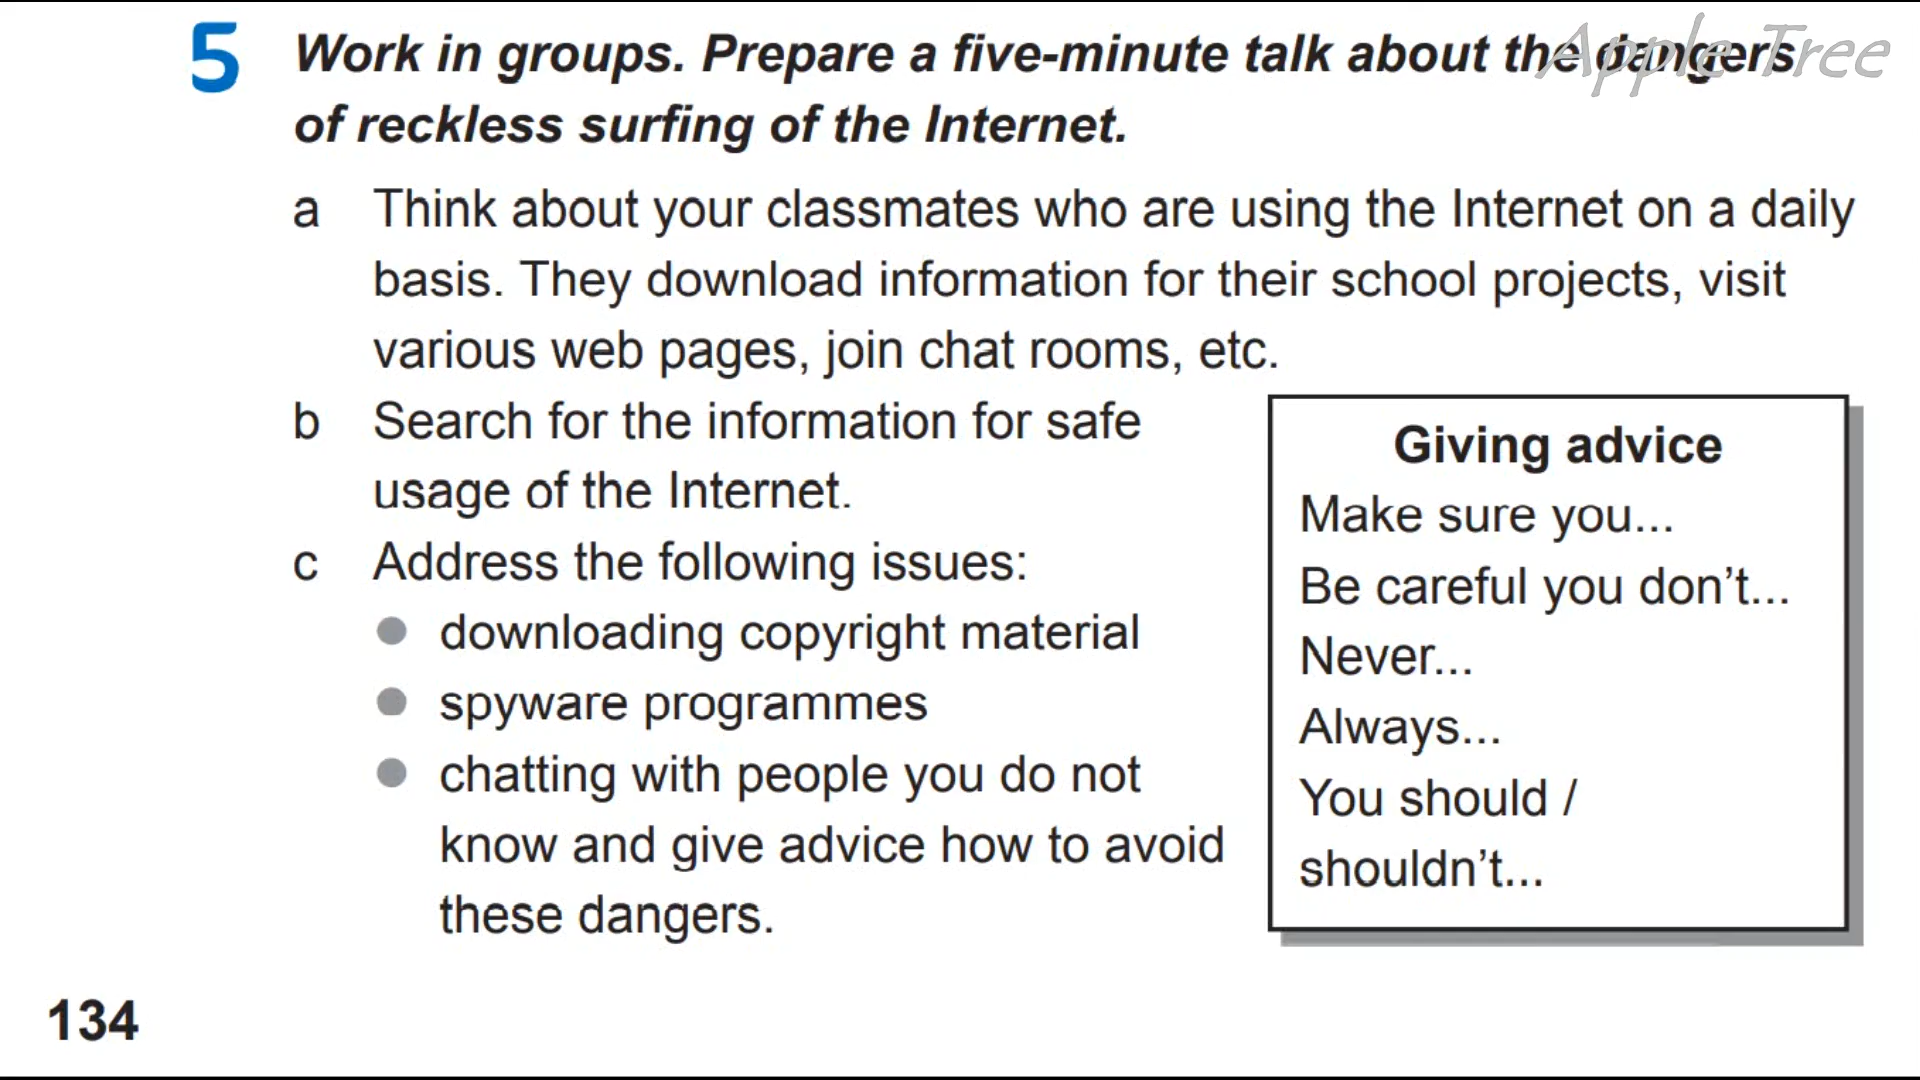 Apple Tree
5 Work in groups. Prepare a five-minute talk about the dangers
of reckless surfing of the Internet.
a Think about your classmates who are using the Internet on a daily
basis. They download information for their school projects, visit
various web pages, join chat rooms, etc.
b Search for the information for safe
usage of the Internet.
c Address the following issues:
● downloading copyright material
● spyware programmes
● chatting with people you do not
know and give advice how to avoid
these dangers.
Giving advice
Make sure you...
Be careful you don’t...
Never...
Always...
You should /
shouldn’t...
134